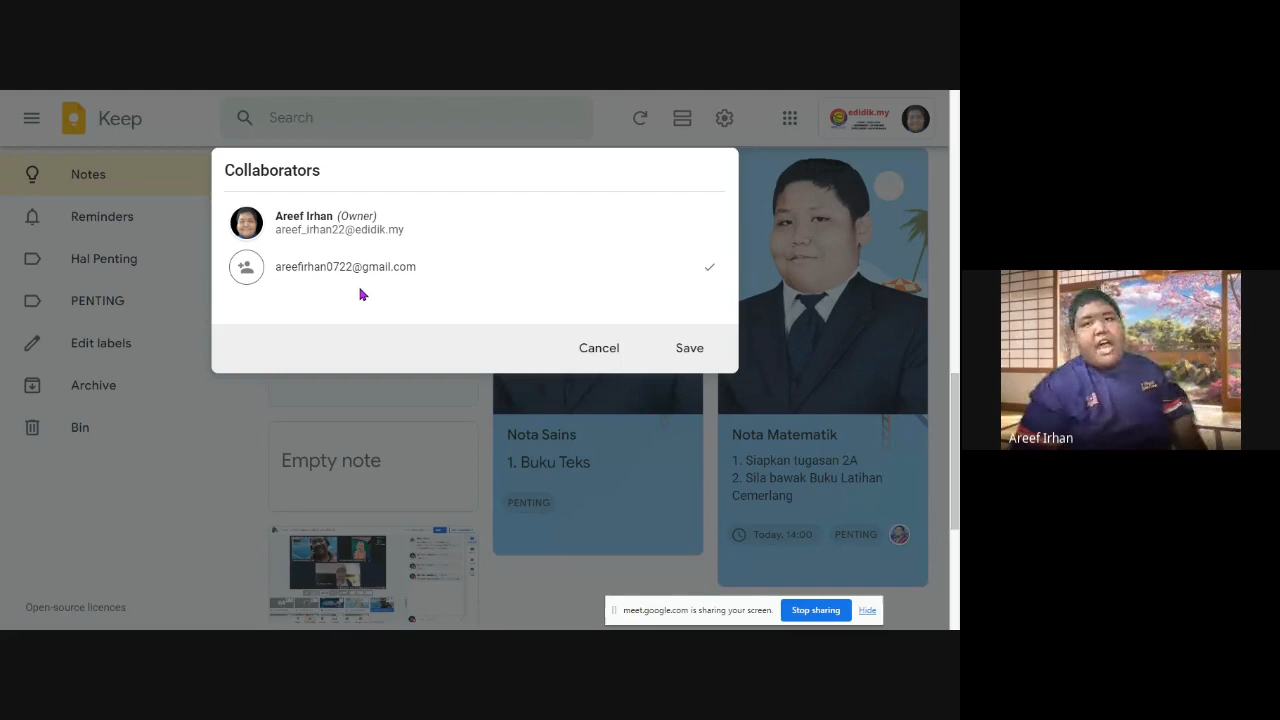 Keep
Search
edidik.my
Notes
Reminders
Hal Penting
PENTING
Edit labels
Archive
Bin
Open-source licences
Collaborators
Areef Irhan (Owner)
areef_irhan22@edidik.my
areefirhan0722@gmail.com
Cancel
Save
Empty note
Nota Sains
1. Buku Teks
PENTING
Nota Matematik
1. Siapkan tugasan 2A
2. Sila bawak Buku Latihan
Cemerlang
Today, 14:00
PENTING
meet.google.com is sharing your screen.
Stop sharing
Hide
Areef Irhan